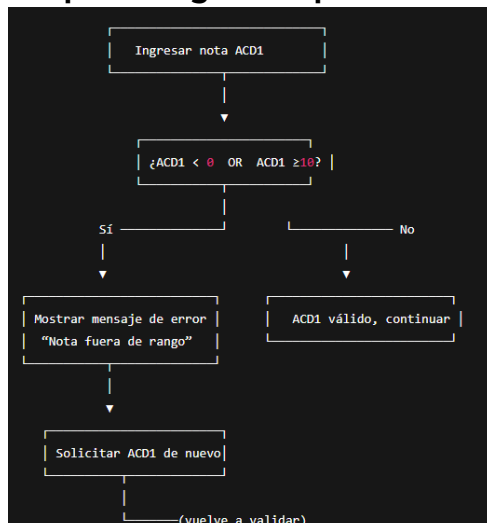 Ingresar nota ACD1
¿ACD1 < 0 OR ACD1 ≥10?
Sí
No
Mostrar mensaje de error
“Nota fuera de rango”
ACD1 válido, continuar
Solicitar ACD1 de nuevo
(vuelve a validar)